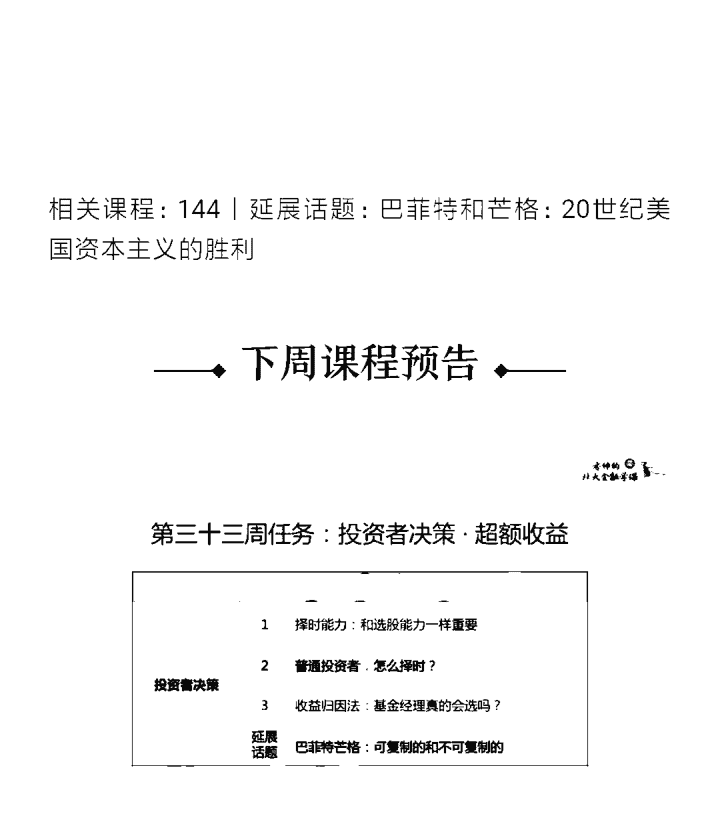 相关课程：144丨延展话题：巴菲特和芒格：20世纪美
国资本主义的胜利
下周课程预告
北大金融学课
第三十三周任务：投资者决策·超额收益
投资者决策
1 择时能力：和选股能力一样重要
2 普通投资者，怎么择时？
3 收益归因法：基金经理真的会选吗？
延展
话题
巴菲特芒格：可复制的和不可复制的